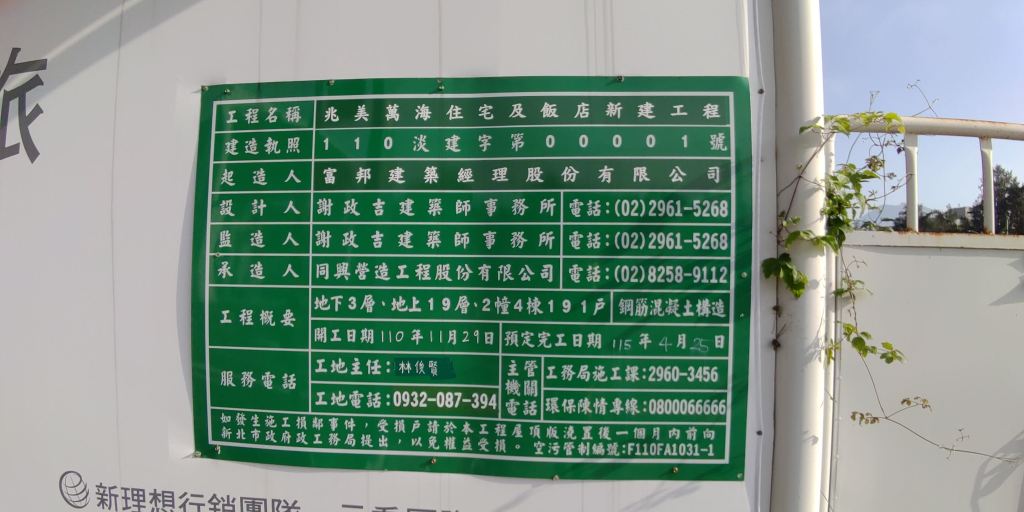 旅
工程名稱 兆美萬海住宅及飯店新建工程
建造執照 110淡建字第00001號
起造人 富邦建築經理股份有限公司
設計人 謝政吉建築師事務所 電話:(02)2961-5268
監造人 謝政吉建築師事務所 電話:(02)2961-5268
承造人 同興營造工程股份有限公司 電話:(02)8258-9112
工程概要 地下3層、地上19層、2幢4棟191戶 鋼筋混凝土構造
開工日期 110年11月29日 預定完工日期 115年4月25日
服務電話 工地主任:林俊賢 主管機關電話 工務局施工課:2960-3456
工地電話:0932-087-394 環保陳情專線:0800066666
如發生施工損鄰事件,受損戶請於本工程屋頂版澆置後一個月內前向
新北市政府政工務局提出,以免權益受損。空污管制編號:F110FA1031-1
新理想行銷團隊